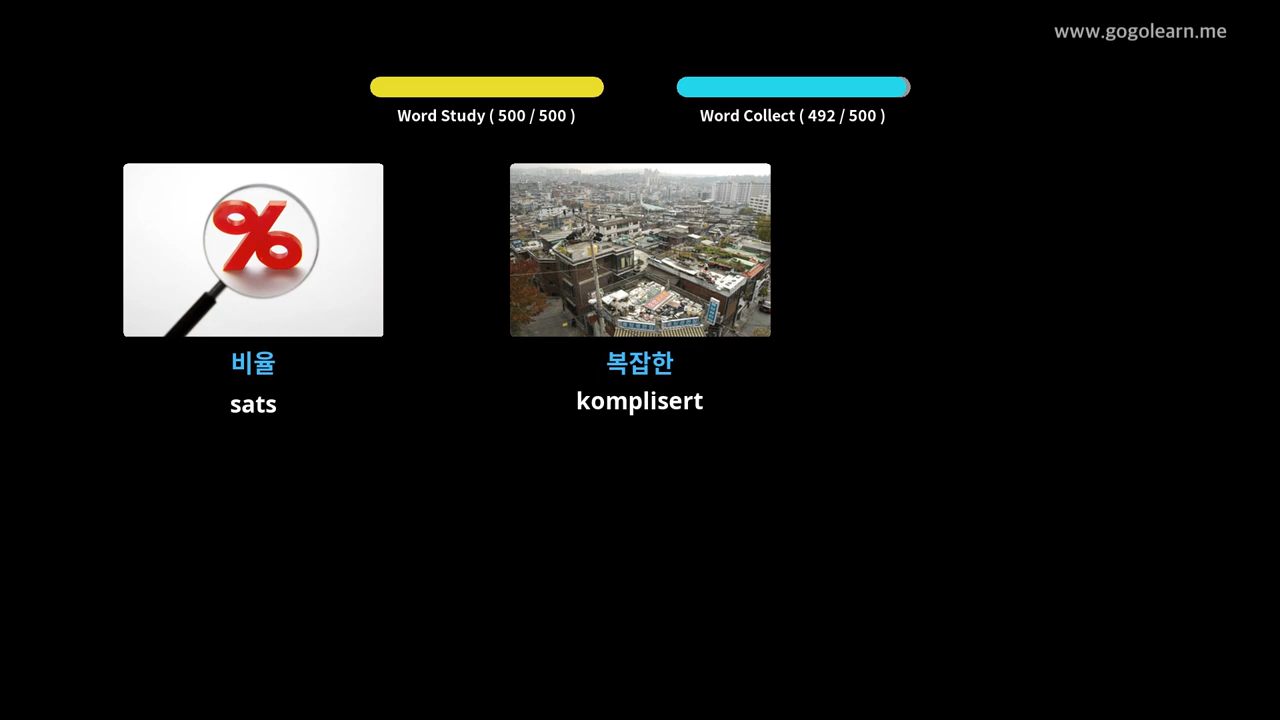 www.gogolearn.me
Word Study ( 500 / 500 )
Word Collect ( 492 / 500 )
비율
sats
복잡한
komplisert